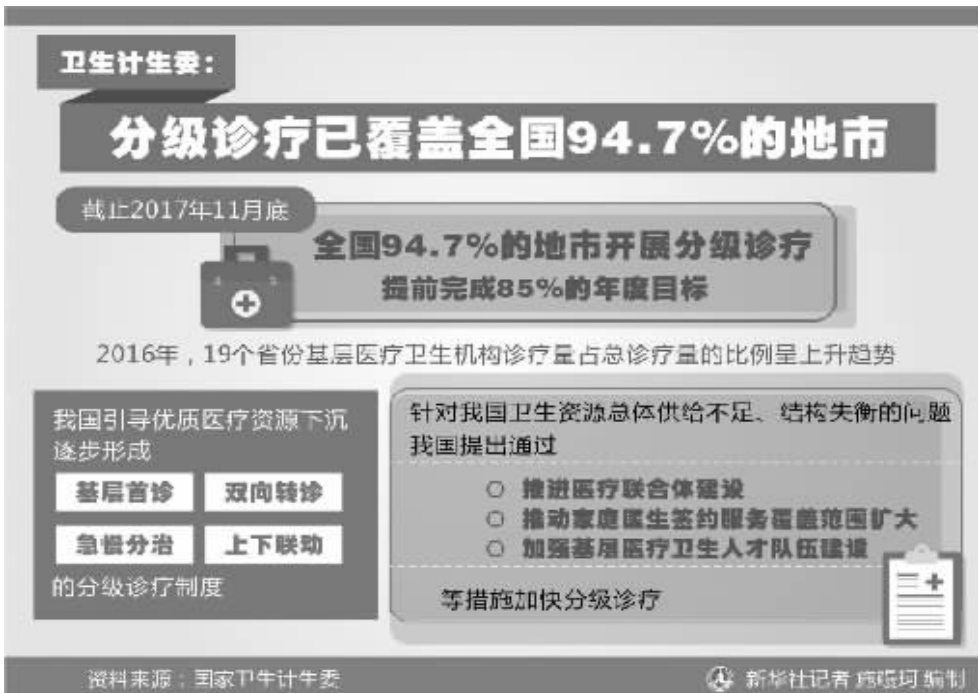 卫生计生委：
分级诊疗已覆盖全国94.7%的地市
截止2017年11月底
全国94.7%的地市开展分级诊疗
提前完成85%的年度目标
2016年，19个省份基层医疗卫生机构诊疗量占总诊疗量的比例呈上升趋势
我国引导优质医疗资源下沉
逐步形成
基层首诊 双向转诊
急慢分治 上下联动
的分级诊疗制度
针对我国卫生资源总体供给不足、结构失衡的问题
我国提出通过
推进医疗联合体建设
推动家庭医生签约服务覆盖范围扩大
加强基层医疗卫生人才队伍建设
等措施加快分级诊疗
资料来源：国家卫生计生委
新华社记者 编制